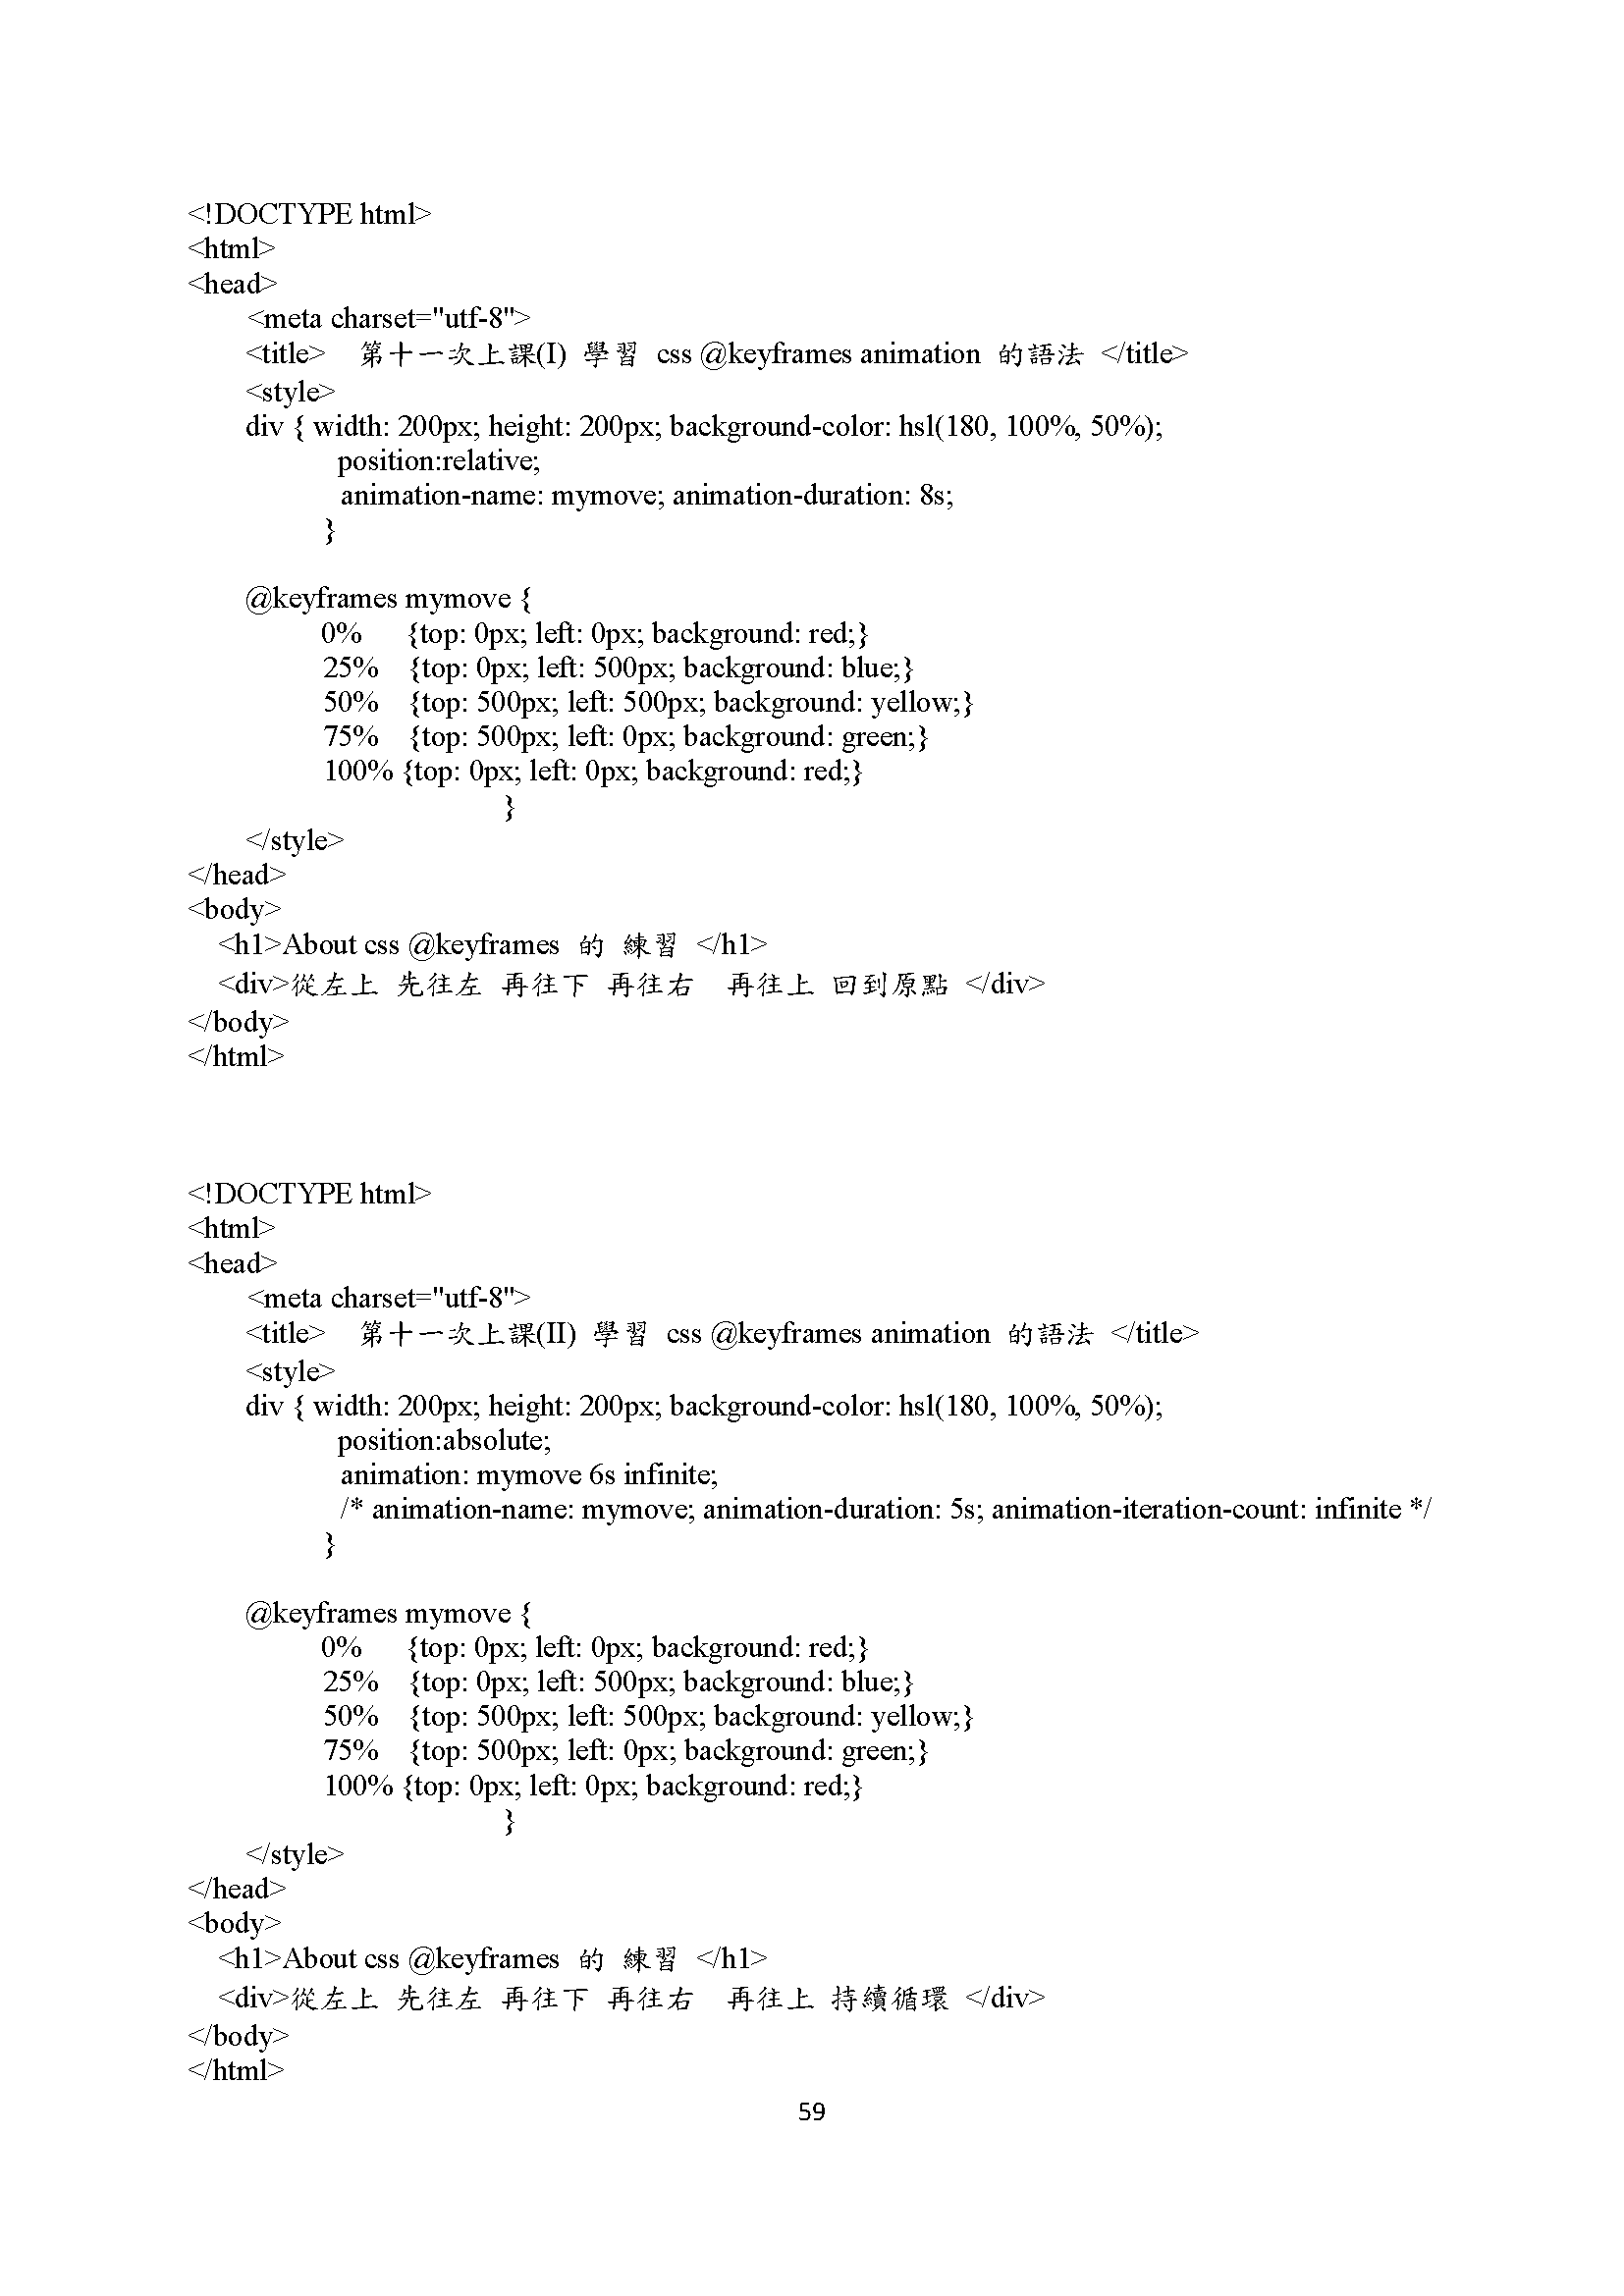 <!DOCTYPE html>
<html>
<head>
<meta charset="utf-8">
<title> 第十一次上課(I) 學習 css @keyframes animation 的語法 </title>
<style>
div { width: 200px; height: 200px; background-color: hsl(180, 100%, 50%);
position:relative;
animation-name: mymove; animation-duration: 8s;
}
@keyframes mymove {
0% {top: 0px; left: 0px; background: red;}
25% {top: 0px; left: 500px; background: blue;}
50% {top: 500px; left: 500px; background: yellow;}
75% {top: 500px; left: 0px; background: green;}
100% {top: 0px; left: 0px; background: red;}
}
</style>
</head>
<body>
<h1>About css @keyframes 的 練習 </h1>
<div>從左上 先往左 再往下 再往右 再往上 回到原點 </div>
</body>
</html>
<!DOCTYPE html>
<html>
<head>
<meta charset="utf-8">
<title> 第十一次上課(II) 學習 css @keyframes animation 的語法 </title>
<style>
div { width: 200px; height: 200px; background-color: hsl(180, 100%, 50%);
position:absolute;
animation: mymove 6s infinite;
/* animation-name: mymove; animation-duration: 5s; animation-iteration-count: infinite */
}
@keyframes mymove {
0% {top: 0px; left: 0px; background: red;}
25% {top: 0px; left: 500px; background: blue;}
50% {top: 500px; left: 500px; background: yellow;}
75% {top: 500px; left: 0px; background: green;}
100% {top: 0px; left: 0px; background: red;}
}
</style>
</head>
<body>
<h1>About css @keyframes 的 練習 </h1>
<div>從左上 先往左 再往下 再往右 再往上 持續循環 </div>
</body>
</html>
59